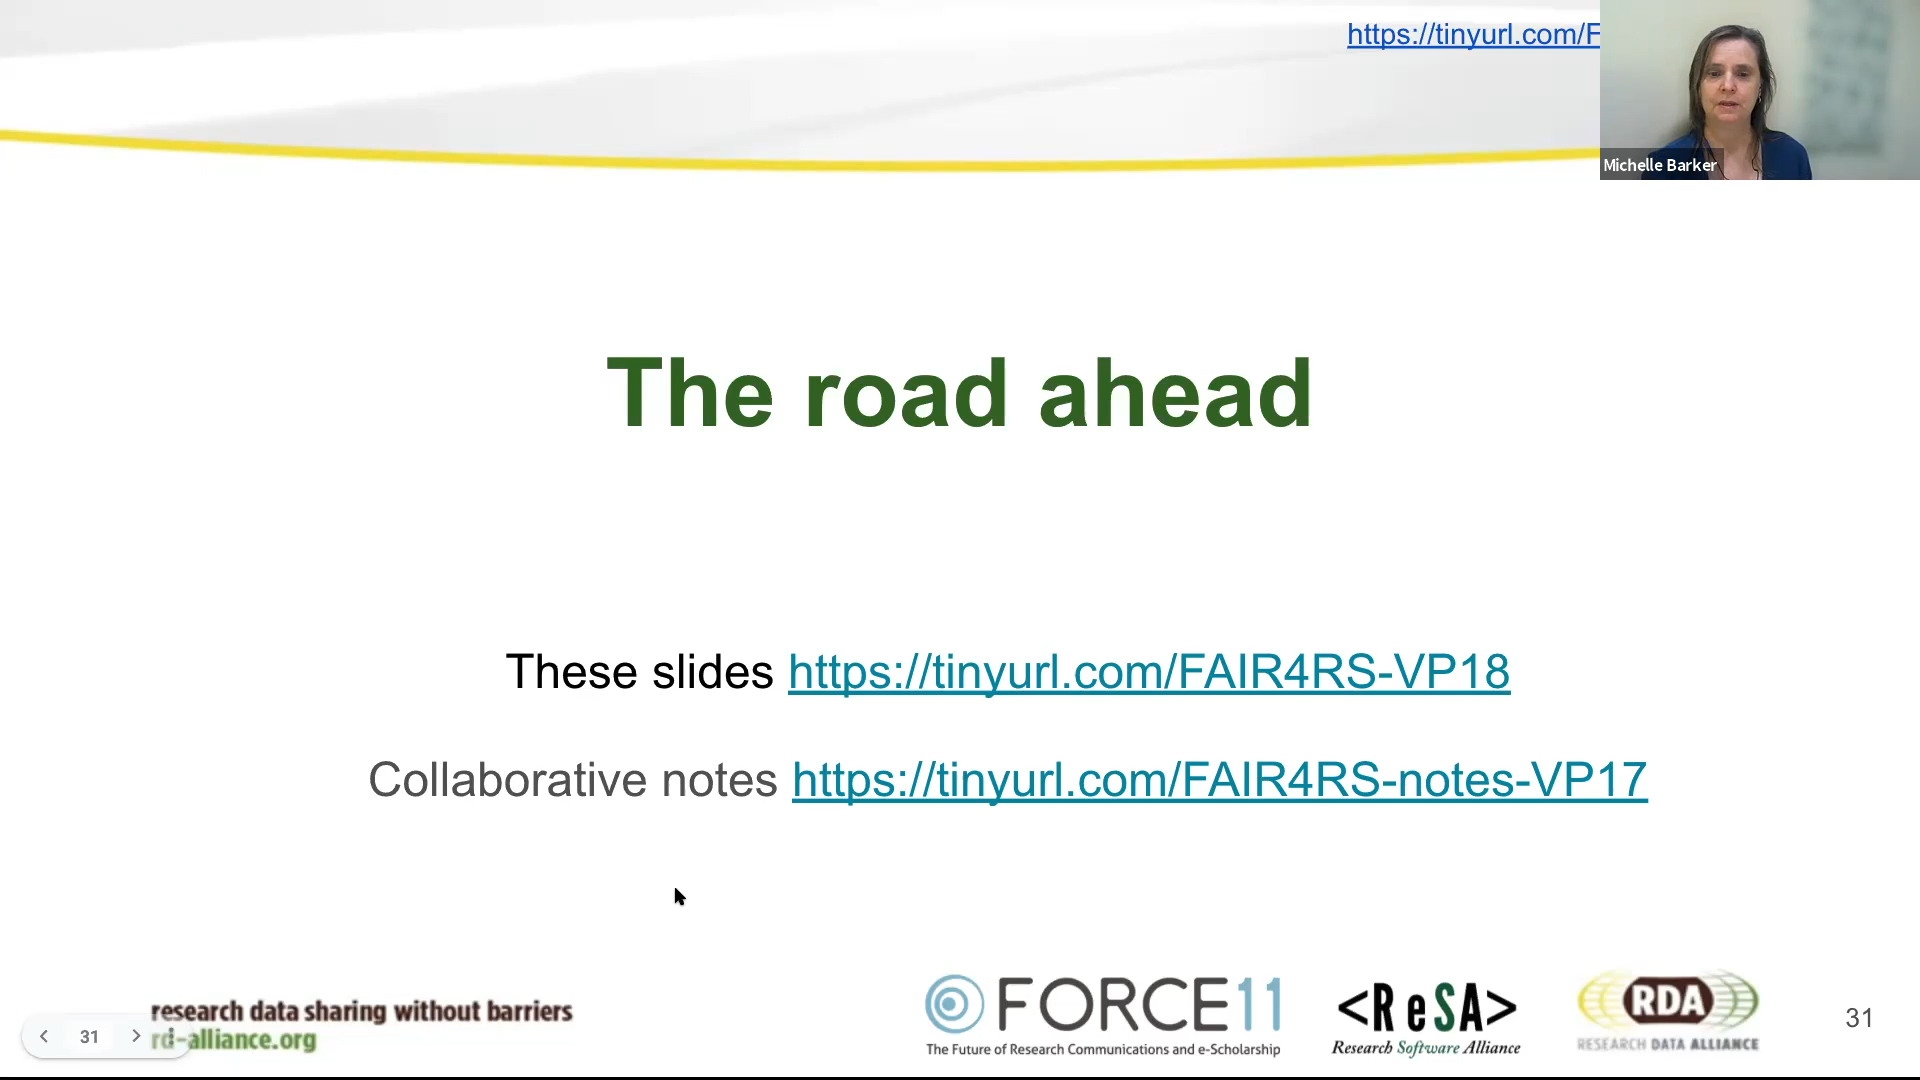 https://tinyurl.com/F
Michelle Barker
The road ahead
These slides https://tinyurl.com/FAIR4RS-VP18
Collaborative notes https://tinyurl.com/FAIR4RS-notes-VP17
research data sharing without barriers
rd-alliance.org
31
FORCE11
The Future of Research Communications and e-Scholarship
<ReSA>
Research Software Alliance
RDA
RESEARCH DATA ALLIANCE
31